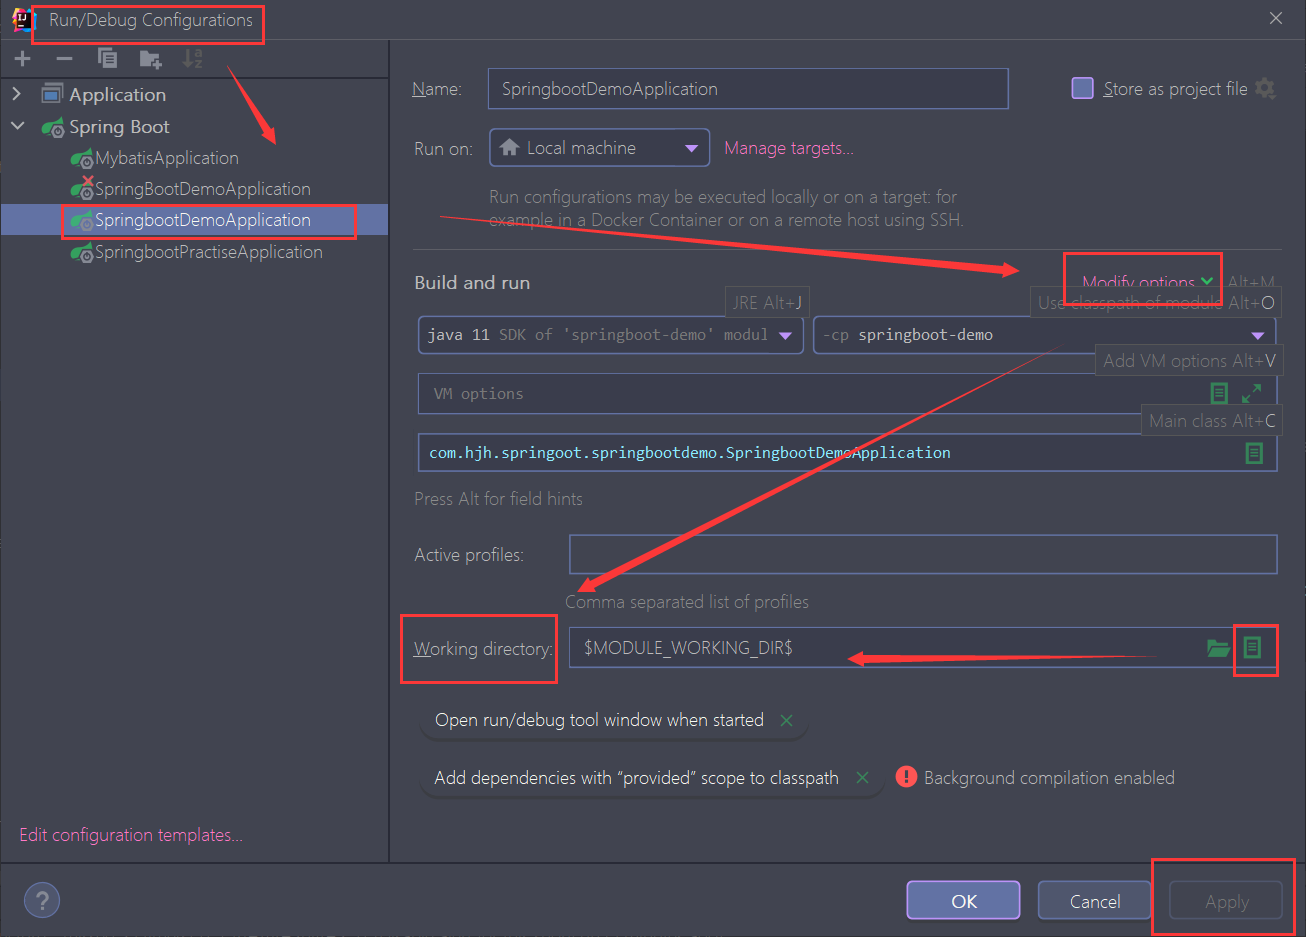 Run/Debug Configurations
Application
Spring Boot
MybatisApplication
SpringBootDemoApplication
SpringbootDemoApplication
SpringbootPractiseApplication
Edit configuration templates...
Name: SpringbootDemoApplication
Store as project file
Run on: Local machine
Manage targets...
Run configurations may be executed locally or on a target: for
example in a Docker Container or on a remote host using SSH.
Build and run
Modify options Alt+M
JRE Alt+J
Use classpath of module Alt+O
java 11 SDK of 'springboot-demo' modul
-cp springboot-demo
Add VM options Alt+V
VM options
Main class Alt+C
com.hjh.springoot.springbootdemo.SpringbootDemoApplication
Press Alt for field hints
Active profiles:
Comma separated list of profiles
Working directory: $MODULE_WORKING_DIR$
Open run/debug tool window when started
Add dependencies with “provided” scope to classpath
Background compilation enabled
?
OK
Cancel
Apply